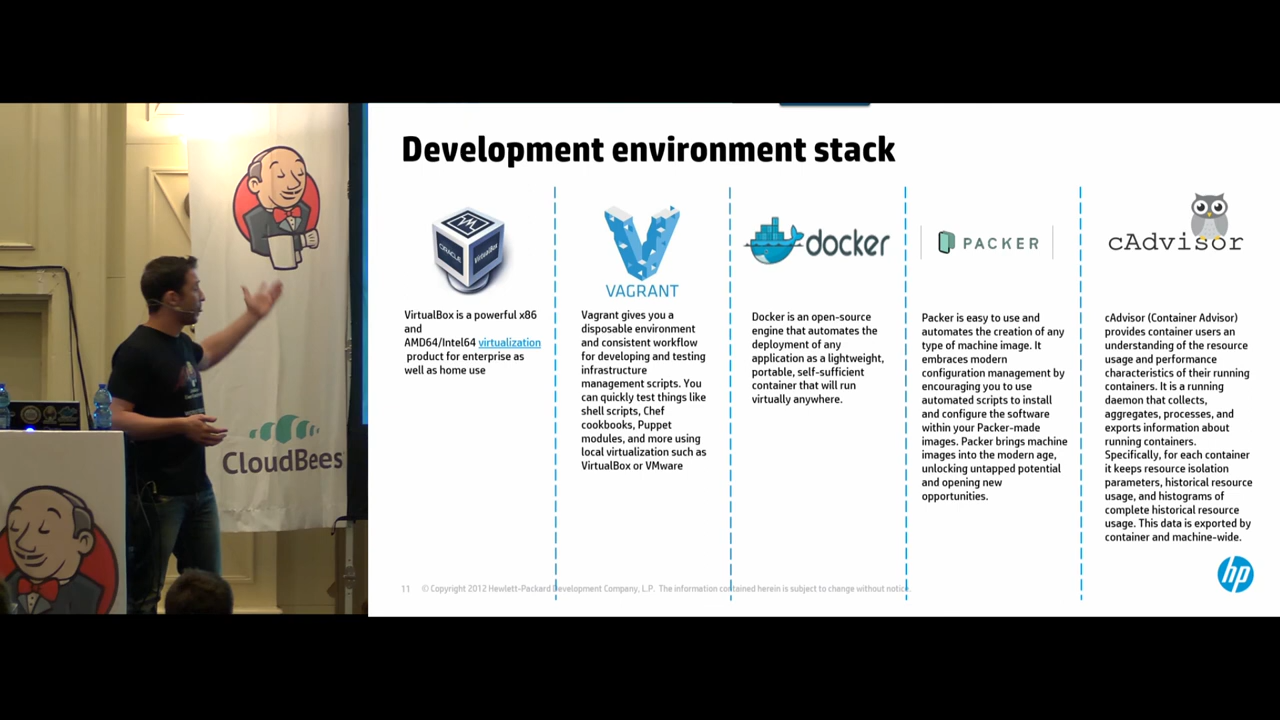 CloudBees
Development environment stack
ORACLE
VirtualBox
VirtualBox is a powerful x86
and
AMD64/Intel64 virtualization
product for enterprise as
well as home use
VAGRANT
Vagrant gives you a
disposable environment
and consistent workflow
for developing and testing
infrastructure
management scripts. You
can quickly test things like
shell scripts, Chef
cookbooks, Puppet
modules, and more using
local virtualization such as
VirtualBox or VMware
docker
Docker is an open-source
engine that automates the
deployment of any
application as a lightweight,
portable, self-sufficient
container that will run
virtually anywhere.
PACKER
Packer is easy to use and
automates the creation of any
type of machine image. It
embraces modern
configuration management by
encouraging you to use
automated scripts to install
and configure the software
within your Packer-made
images. Packer brings machine
images into the modern age,
unlocking untapped potential
and opening new
opportunities.
cAdvisor
cAdvisor (Container Advisor)
provides container users an
understanding of the resource
usage and performance
characteristics of their running
containers. It is a running
daemon that collects,
aggregates, processes, and
exports information about
running containers.
Specifically, for each container
it keeps resource isolation
parameters, historical resource
usage, and histograms of
complete historical resource
usage. This data is exported by
container and machine-wide.
11 © Copyright 2012 Hewlett-Packard Development Company, L.P. The information contained herein is subject to change without notice.
hp